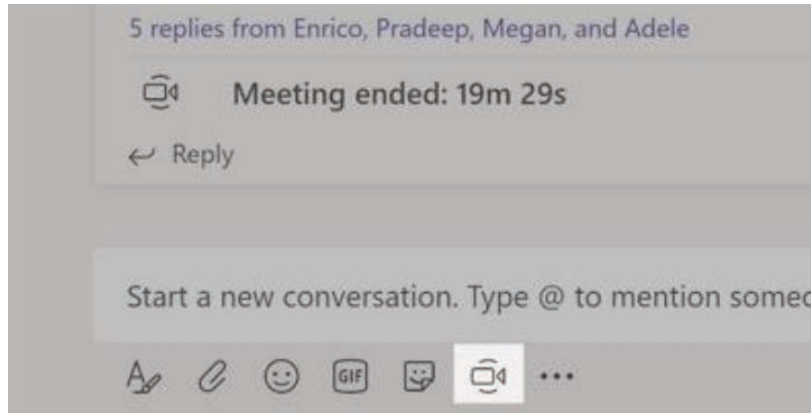 5 replies from Enrico, Pradeep, Megan, and Adele
Meeting ended: 19m 29s
Reply
Start a new conversation. Type @ to mention
GIF